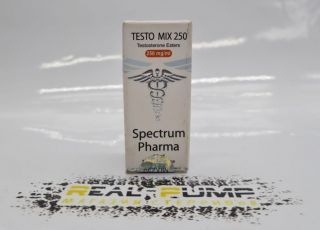 TESTO MIX 250
Testosterone Esters
250 mg/ml
Spectrum
Pharma
REAL-PUMP